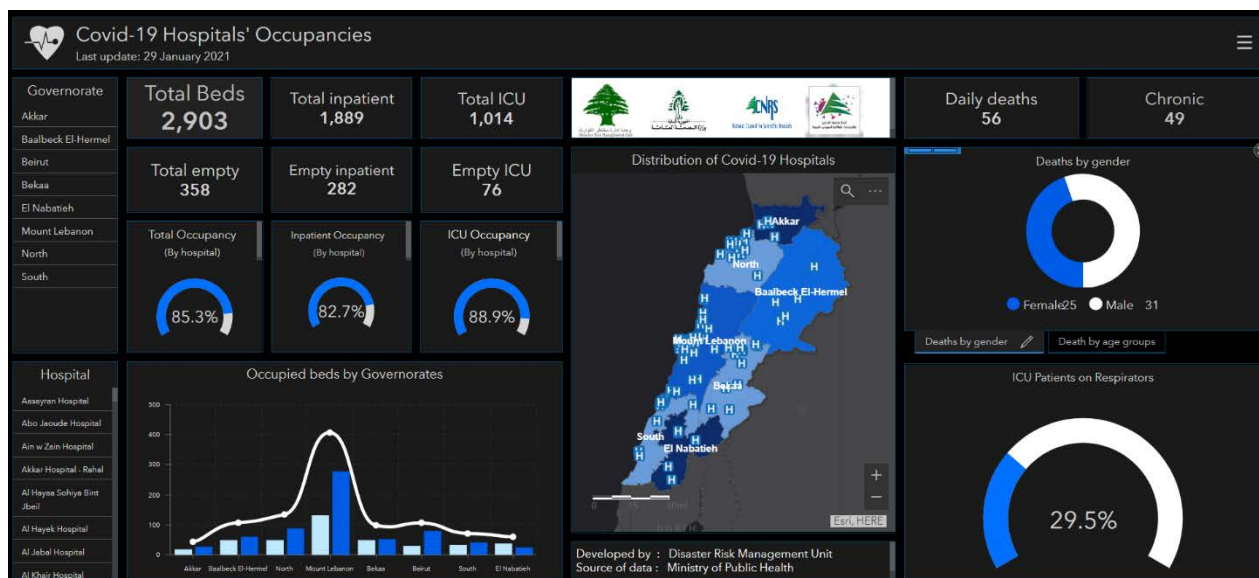 Covid-19 Hospitals' Occupancies
Last update: 29 January 2021
Governorate
Akkar
Baalbeck El-Hermel
Beirut
Bekaa
El Nabatieh
Mount Lebanon
North
South
Total Beds
2,903
Total inpatient
1,889
Total ICU
1,014
Total empty
358
Empty inpatient
282
Empty ICU
76
Total Occupancy
(By hospital)
85.3%
Inpatient Occupancy
(By hospital)
82.7%
ICU Occupancy
(By hospital)
88.9%
CNRS
Daily deaths
56
Chronic
49
Distribution of Covid-19 Hospitals
Akkar
North
Baalbeck El-Hermel
Mount Lebanon
Bekaa
South
El Nabatieh
Esri, HERE
Deaths by gender
Female 25 Male 31
Deaths by gender
Death by age groups
Hospital
Aaseyran Hospital
Abo Jaoude Hospital
Ain w Zein Hospital
Akkar Hospital - Rahal
Al Hayaa Sohiya Bint
Jbeil
Al Hayek Hospital
Al Jabal Hospital
Al Khair Hospital
Occupied beds by Governorates
500
400
300
200
100
0
Akkar Baalbeck El-Hermel North Mount Lebanon Bekaa Beirut South El Nabatieh
Developed by : Disaster Risk Management Unit
Source of data : Ministry of Public Health
ICU Patients on Respirators
29.5%